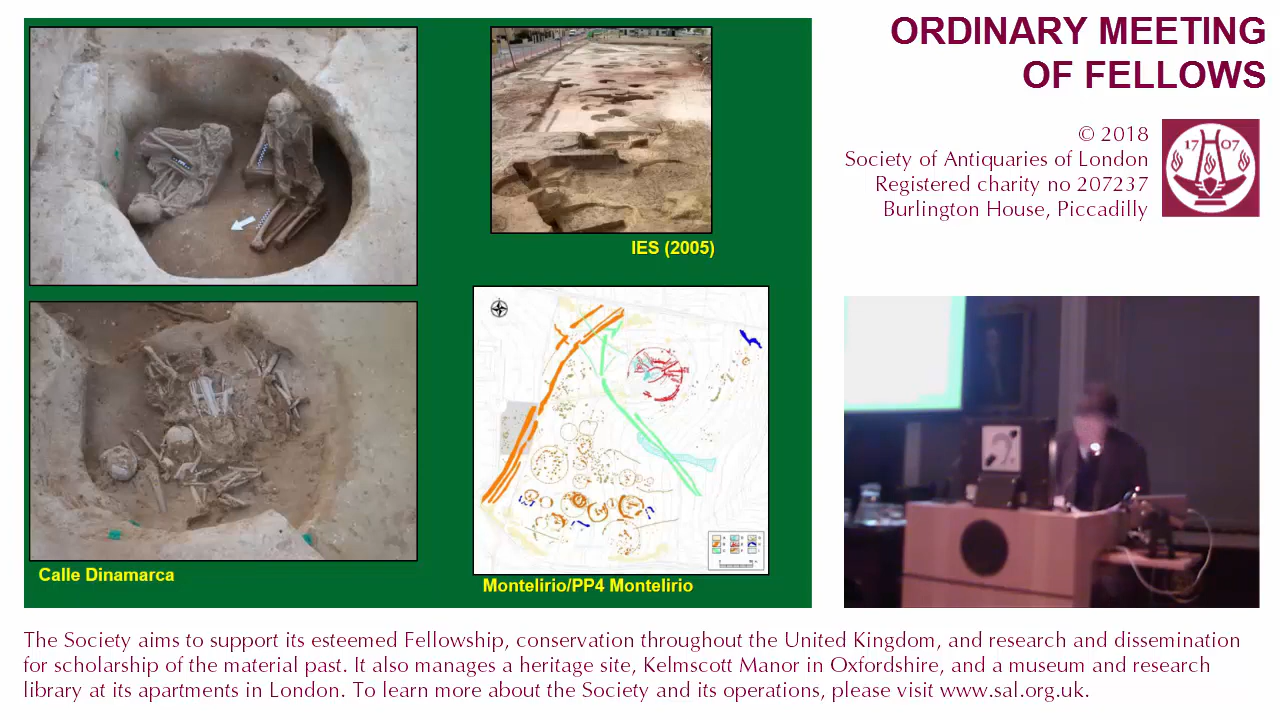 ORDINARY MEETING
OF FELLOWS
© 2018
Society of Antiquaries of London
Registered charity no 207237
Burlington House, Piccadilly
17 07
IES (2005)
Calle Dinamarca
Montelirio/PP4 Montelirio
The Society aims to support its esteemed Fellowship, conservation throughout the United Kingdom, and research and dissemination
for scholarship of the material past. It also manages a heritage site, Kelmscott Manor in Oxfordshire, and a museum and research
library at its apartments in London. To learn more about the Society and its operations, please visit www.sal.org.uk.